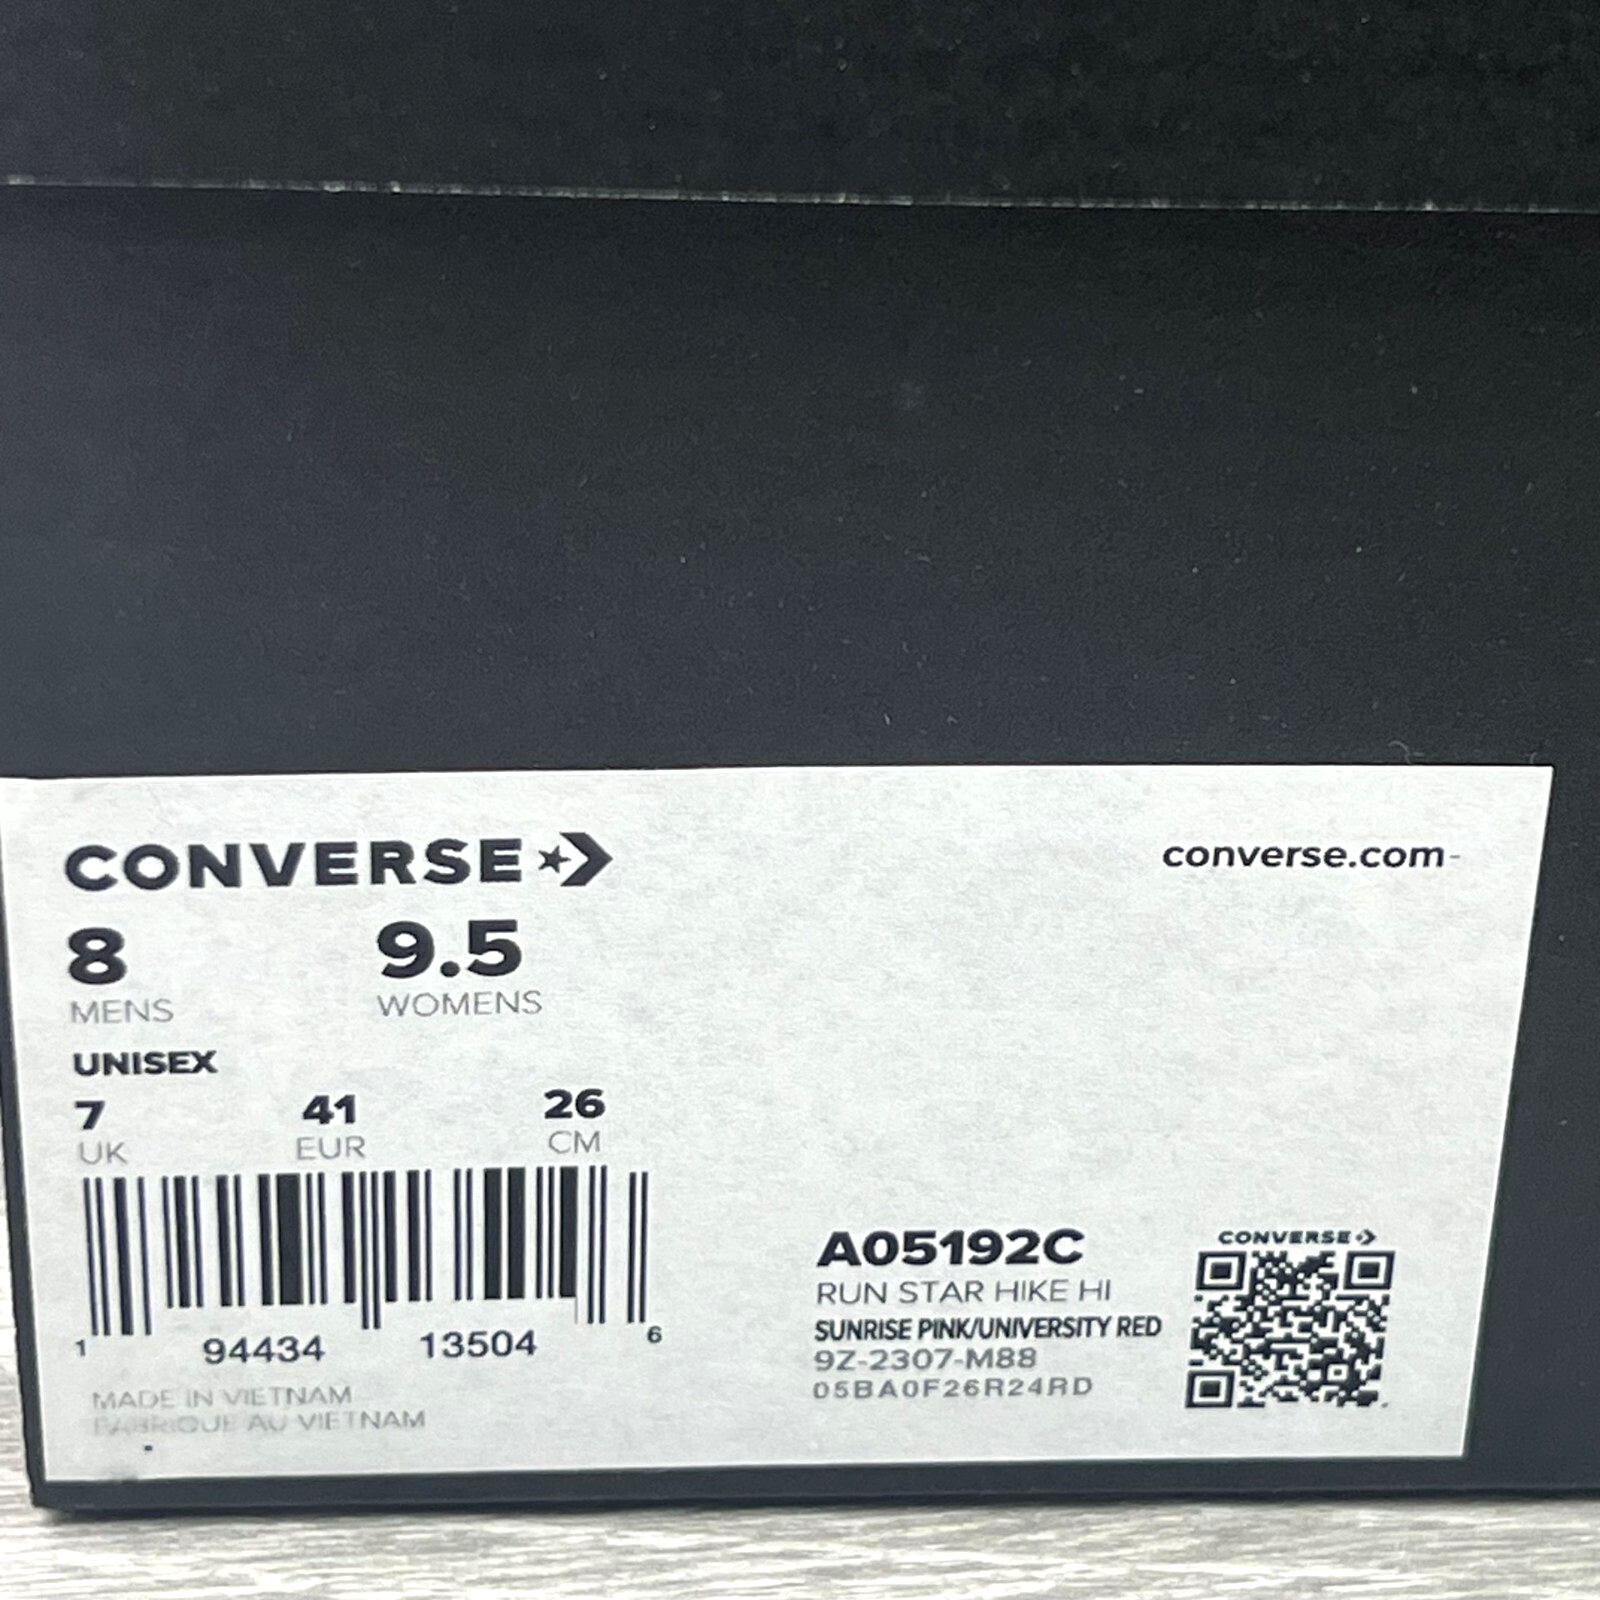 CONVERSE
converse.com
8 9.5
MENS WOMENS
UNISEX
7 41 26
UK EUR CM
1 94434 13504 6
MADE IN VIETNAM
FABRIQUE AU VIETNAM
A05192C
RUN STAR HIKE HI
SUNRISE PINK/UNIVERSITY RED
9Z-2307-M88
05BA0F26R24RD
CONVERSE